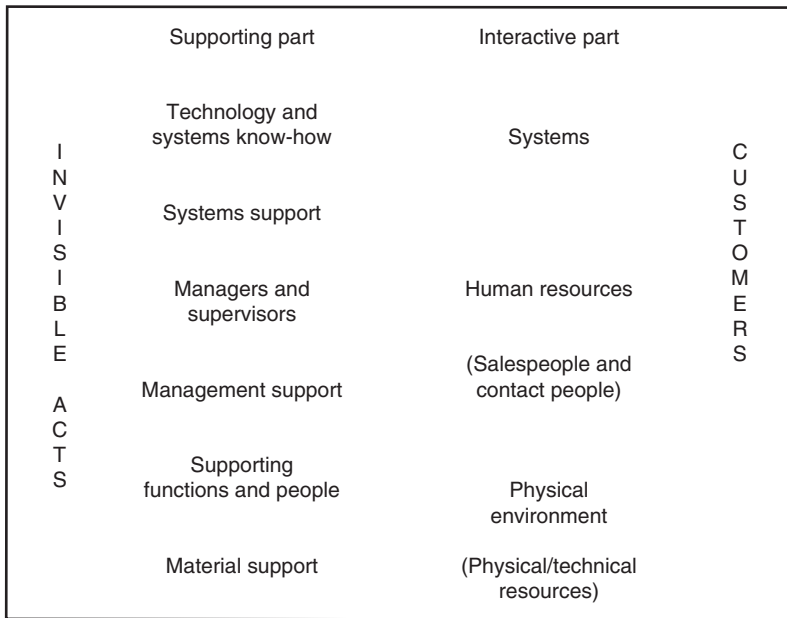 Supporting part
Interactive part
INVISIBLE ACTS
Technology and
systems know-how
Systems support
Managers and
supervisors
Management support
Supporting
functions and people
Material support
Systems
Human resources
(Salespeople and
contact people)
Physical
environment
(Physical/technical
resources)
CUSTOMERS